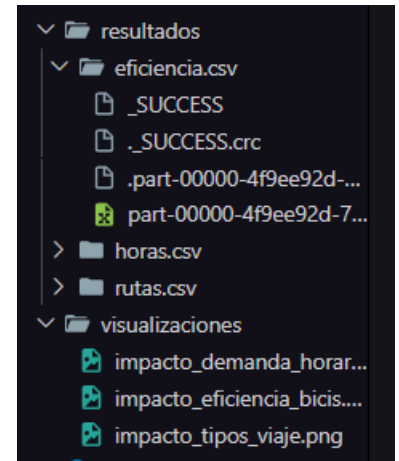 resultados
eficiencia.csv
_SUCCESS
._SUCCESS.crc
.part-00000-4f9ee92d-...
part-00000-4f9ee92d-7...
horas.csv
rutas.csv
visualizaciones
impacto_demanda_horar...
impacto_eficiencia_bicis....
impacto_tipos_viaje.png